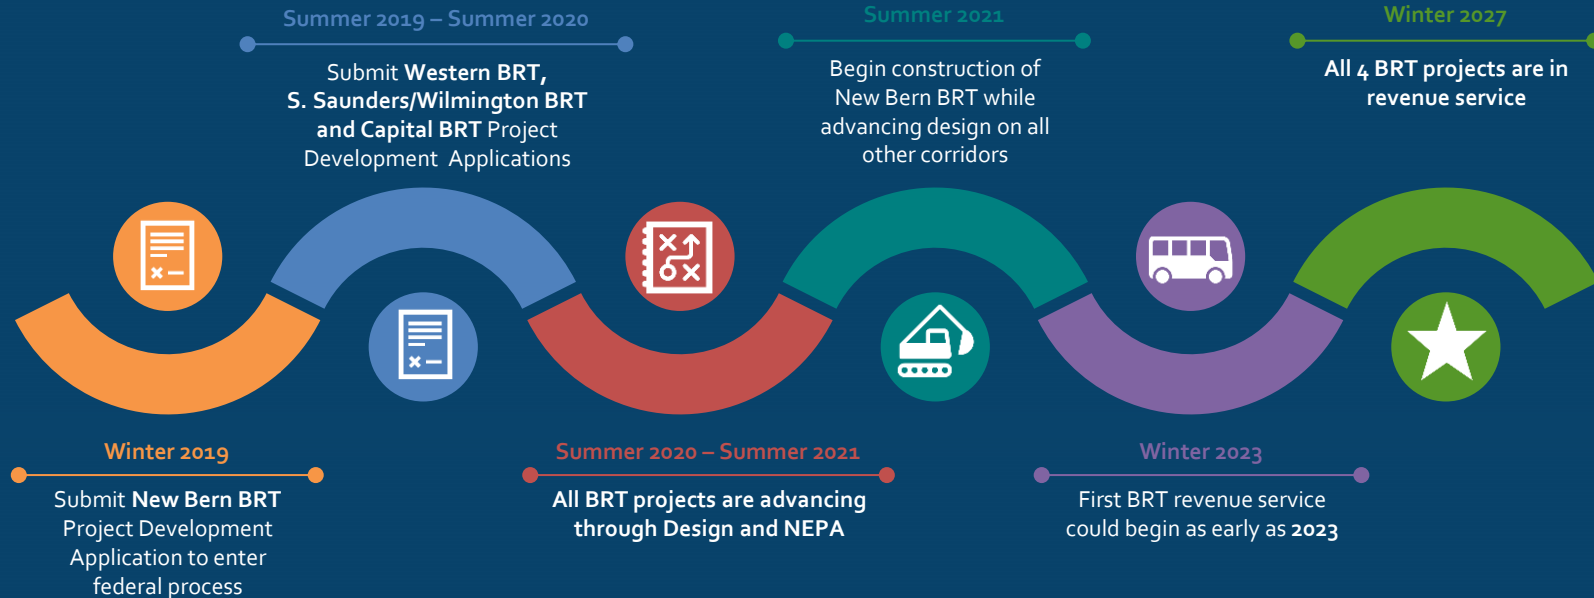 Summer 2019 – Summer 2020
Submit Western BRT,
S. Saunders/Wilmington BRT
and Capital BRT Project
Development Applications
Summer 2021
Begin construction of
New Bern BRT while
advancing design on all
other corridors
Winter 2027
All 4 BRT projects are in
revenue service
Winter 2019
Submit New Bern BRT
Project Development
Application to enter
federal process
Summer 2020 – Summer 2021
All BRT projects are advancing
through Design and NEPA
Winter 2023
First BRT revenue service
could begin as early as 2023